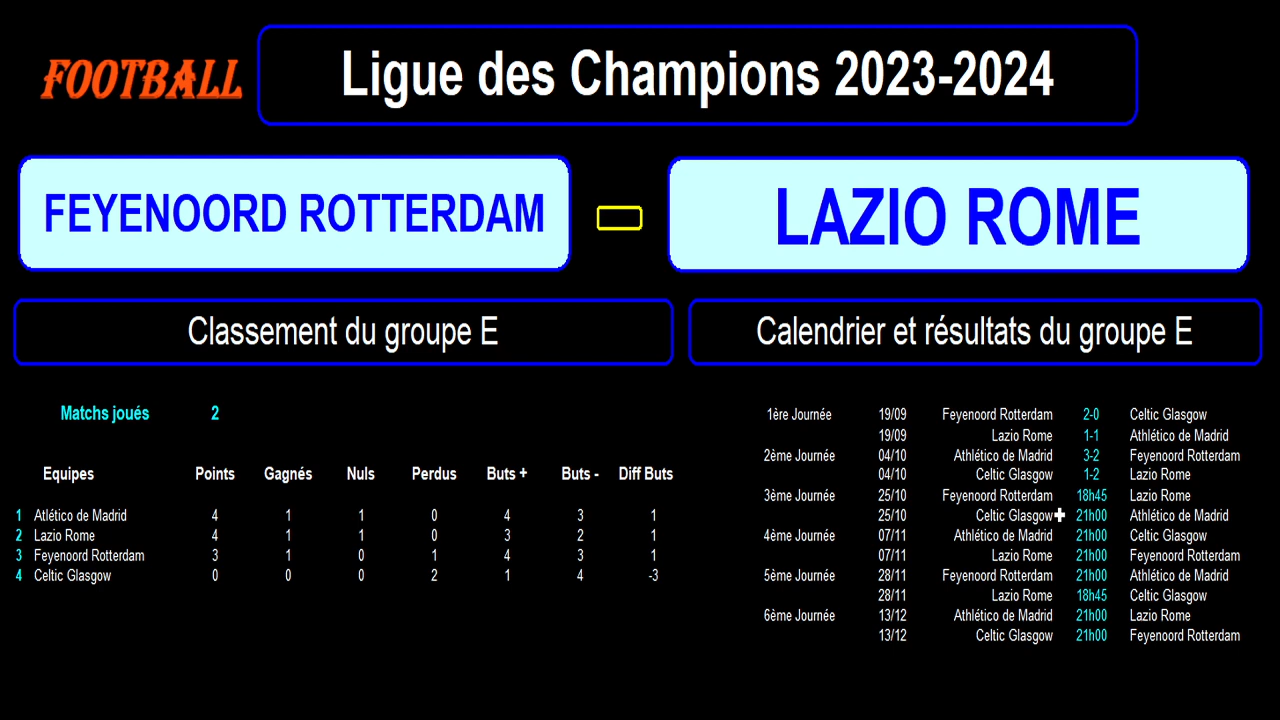 FOOTBALL
Ligue des Champions 2023-2024
FEYENOORD ROTTERDAM
LAZIO ROME
Classement du groupe E
Matchs joués 2
Equipes Points Gagnés Nuls Perdus Buts + Buts - Diff Buts
1 Atlético de Madrid 4 1 1 0 4 3 1
2 Lazio Rome 4 1 1 0 3 2 1
3 Feyenoord Rotterdam 3 1 0 1 4 3 1
4 Celtic Glasgow 0 0 0 2 1 4 -3
Calendrier et résultats du groupe E
1ère Journée 19/09 Feyenoord Rotterdam 2-0 Celtic Glasgow
19/09 Lazio Rome 1-1 Athlético de Madrid
2ème Journée 04/10 Athlético de Madrid 3-2 Feyenoord Rotterdam
04/10 Celtic Glasgow 1-2 Lazio Rome
3ème Journée 25/10 Feyenoord Rotterdam 18h45 Lazio Rome
25/10 Celtic Glasgow 21h00 Athlético de Madrid
4ème Journée 07/11 Athlético de Madrid 21h00 Celtic Glasgow
07/11 Lazio Rome 21h00 Feyenoord Rotterdam
5ème Journée 28/11 Feyenoord Rotterdam 21h00 Athlético de Madrid
28/11 Lazio Rome 18h45 Celtic Glasgow
6ème Journée 13/12 Athlético de Madrid 21h00 Lazio Rome
13/12 Celtic Glasgow 21h00 Feyenoord Rotterdam